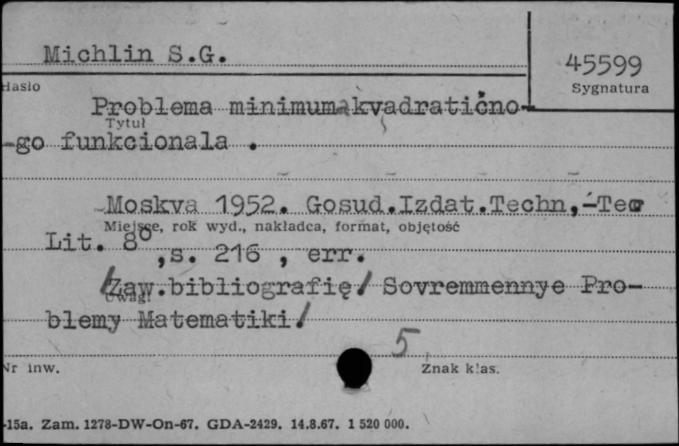 Michlin S.G.
45599
Hasło
Sygnatura
Problema minimuma kvadratično-
Tytuł
-go funkcionala .
Moskva 1952. Gosud.Izdat.Techn,-Teor
Miejsce, rok wyd., nakładca, format, objętość
Lit. 8°,s. 216 , err.
/Zaw.bibliografię/ Sovremmennye Pro-
Uwagi
blemy Matematiki/
5
Nr inw.
Znak klas.
-15a. Zam. 1278-DW-On-67. GDA-2429. 14.8.67. 1 520 000.